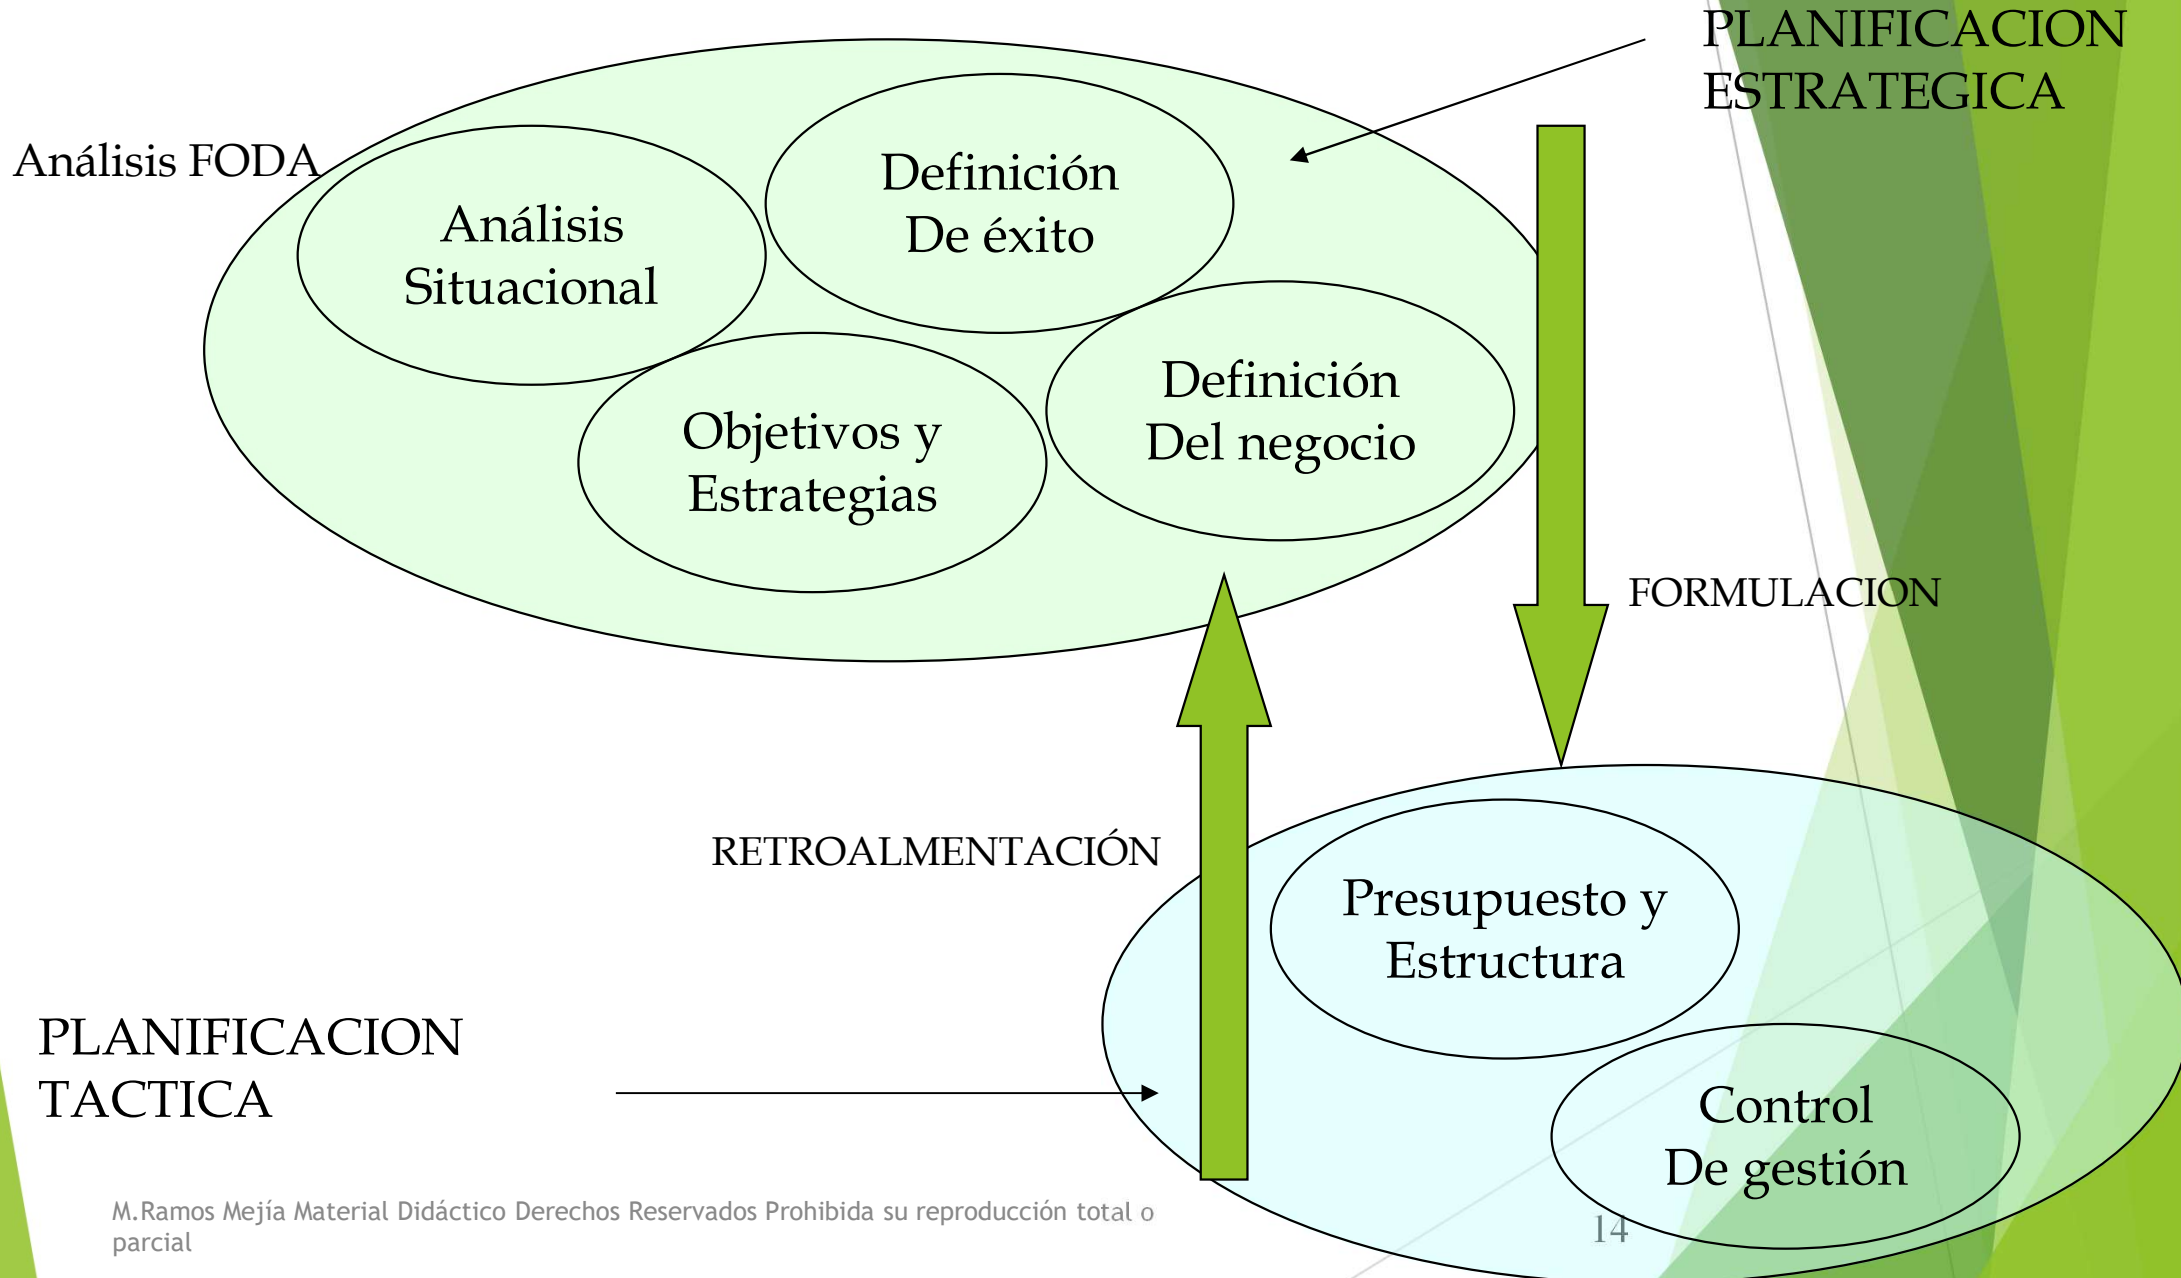 PLANIFICACION
ESTRATEGICA
Análisis FODA
Definición
De éxito
Análisis
Situacional
Definición
Del negocio
Objetivos y
Estrategias
FORMULACION
RETROALMENTACIÓN
Presupuesto y
Estructura
PLANIFICACION
TACTICA
Control
De gestión
M.Ramos Mejía Material Didáctico Derechos Reservados Prohibida su reproducción total o
parcial
14